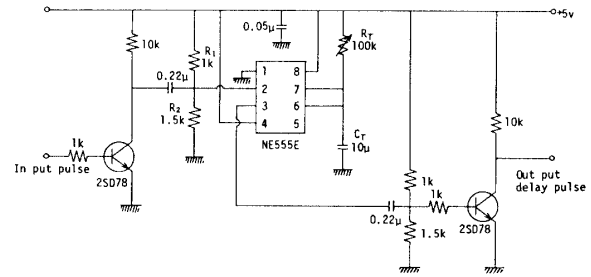 +5v
0.05μ
10k
R1
1k
RT
100k
0.22μ
1 8
2 7
3 6
4 5
R2
1.5k
NE555E
CT
10μ
10k
1k
In put pulse
2SD78
1k
Out put
delay pulse
1k
0.22μ
2SD78
1.5k